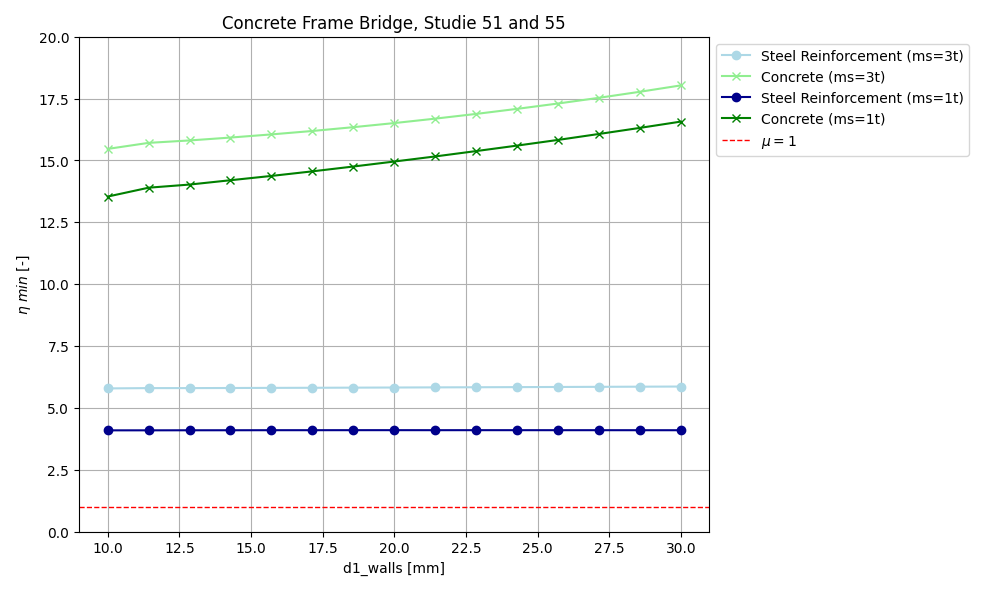 Concrete Frame Bridge, Studie 51 and 55
20.0
17.5
15.0
12.5
10.0
7.5
5.0
2.5
0.0
η min [-]
10.0 12.5 15.0 17.5 20.0 22.5 25.0 27.5 30.0
d1_walls [mm]
Steel Reinforcement (ms=3t)
Concrete (ms=3t)
Steel Reinforcement (ms=1t)
Concrete (ms=1t)
μ = 1